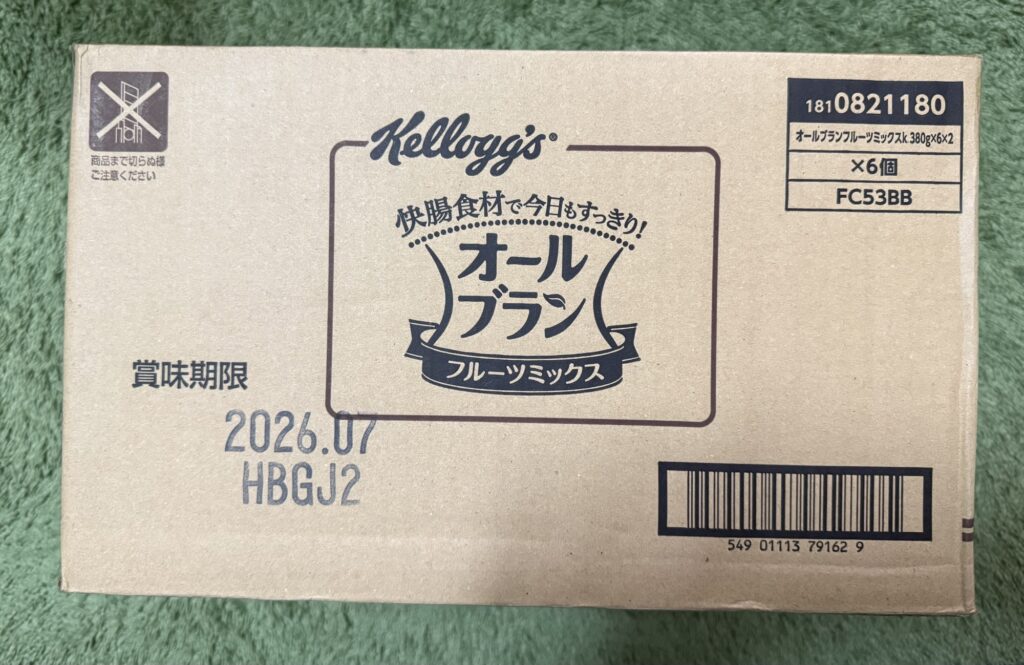 商品まで切らぬ様
ご注意ください
Kellogg's®
快腸食材で今日もすっきり!
オール
ブラン
フルーツミックス
1810821180
オールブランフルーツミックスk 380g×6×2
×6個
FC53BB
賞味期限
2026.07
HBGJ2
549 01113 79162 9